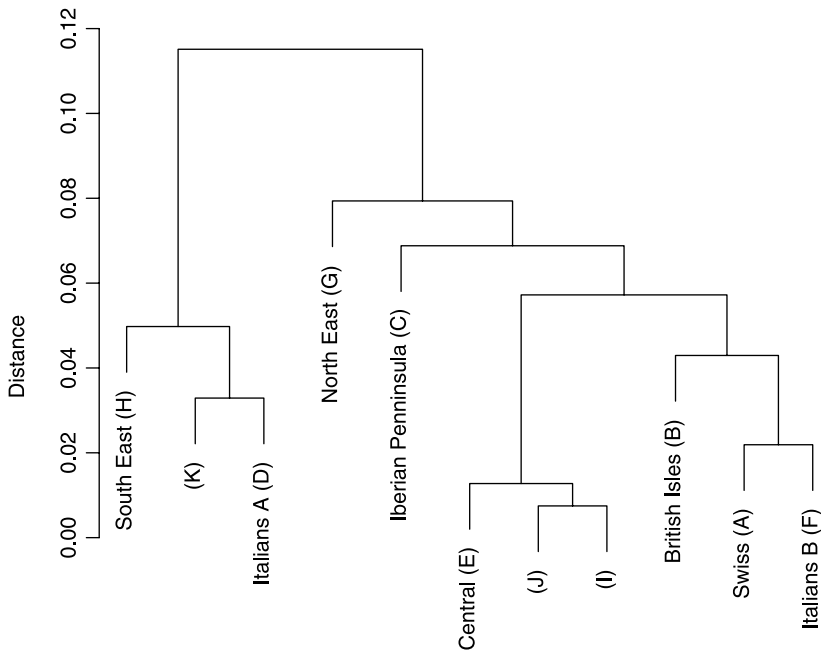 Distance
0.12
0.10
0.08
0.06
0.04
0.02
0.00
South East (H)
(K)
Italians A (D)
North East (G)
Iberian Penninsula (C)
Central (E)
(J)
(I)
British Isles (B)
Swiss (A)
Italians B (F)